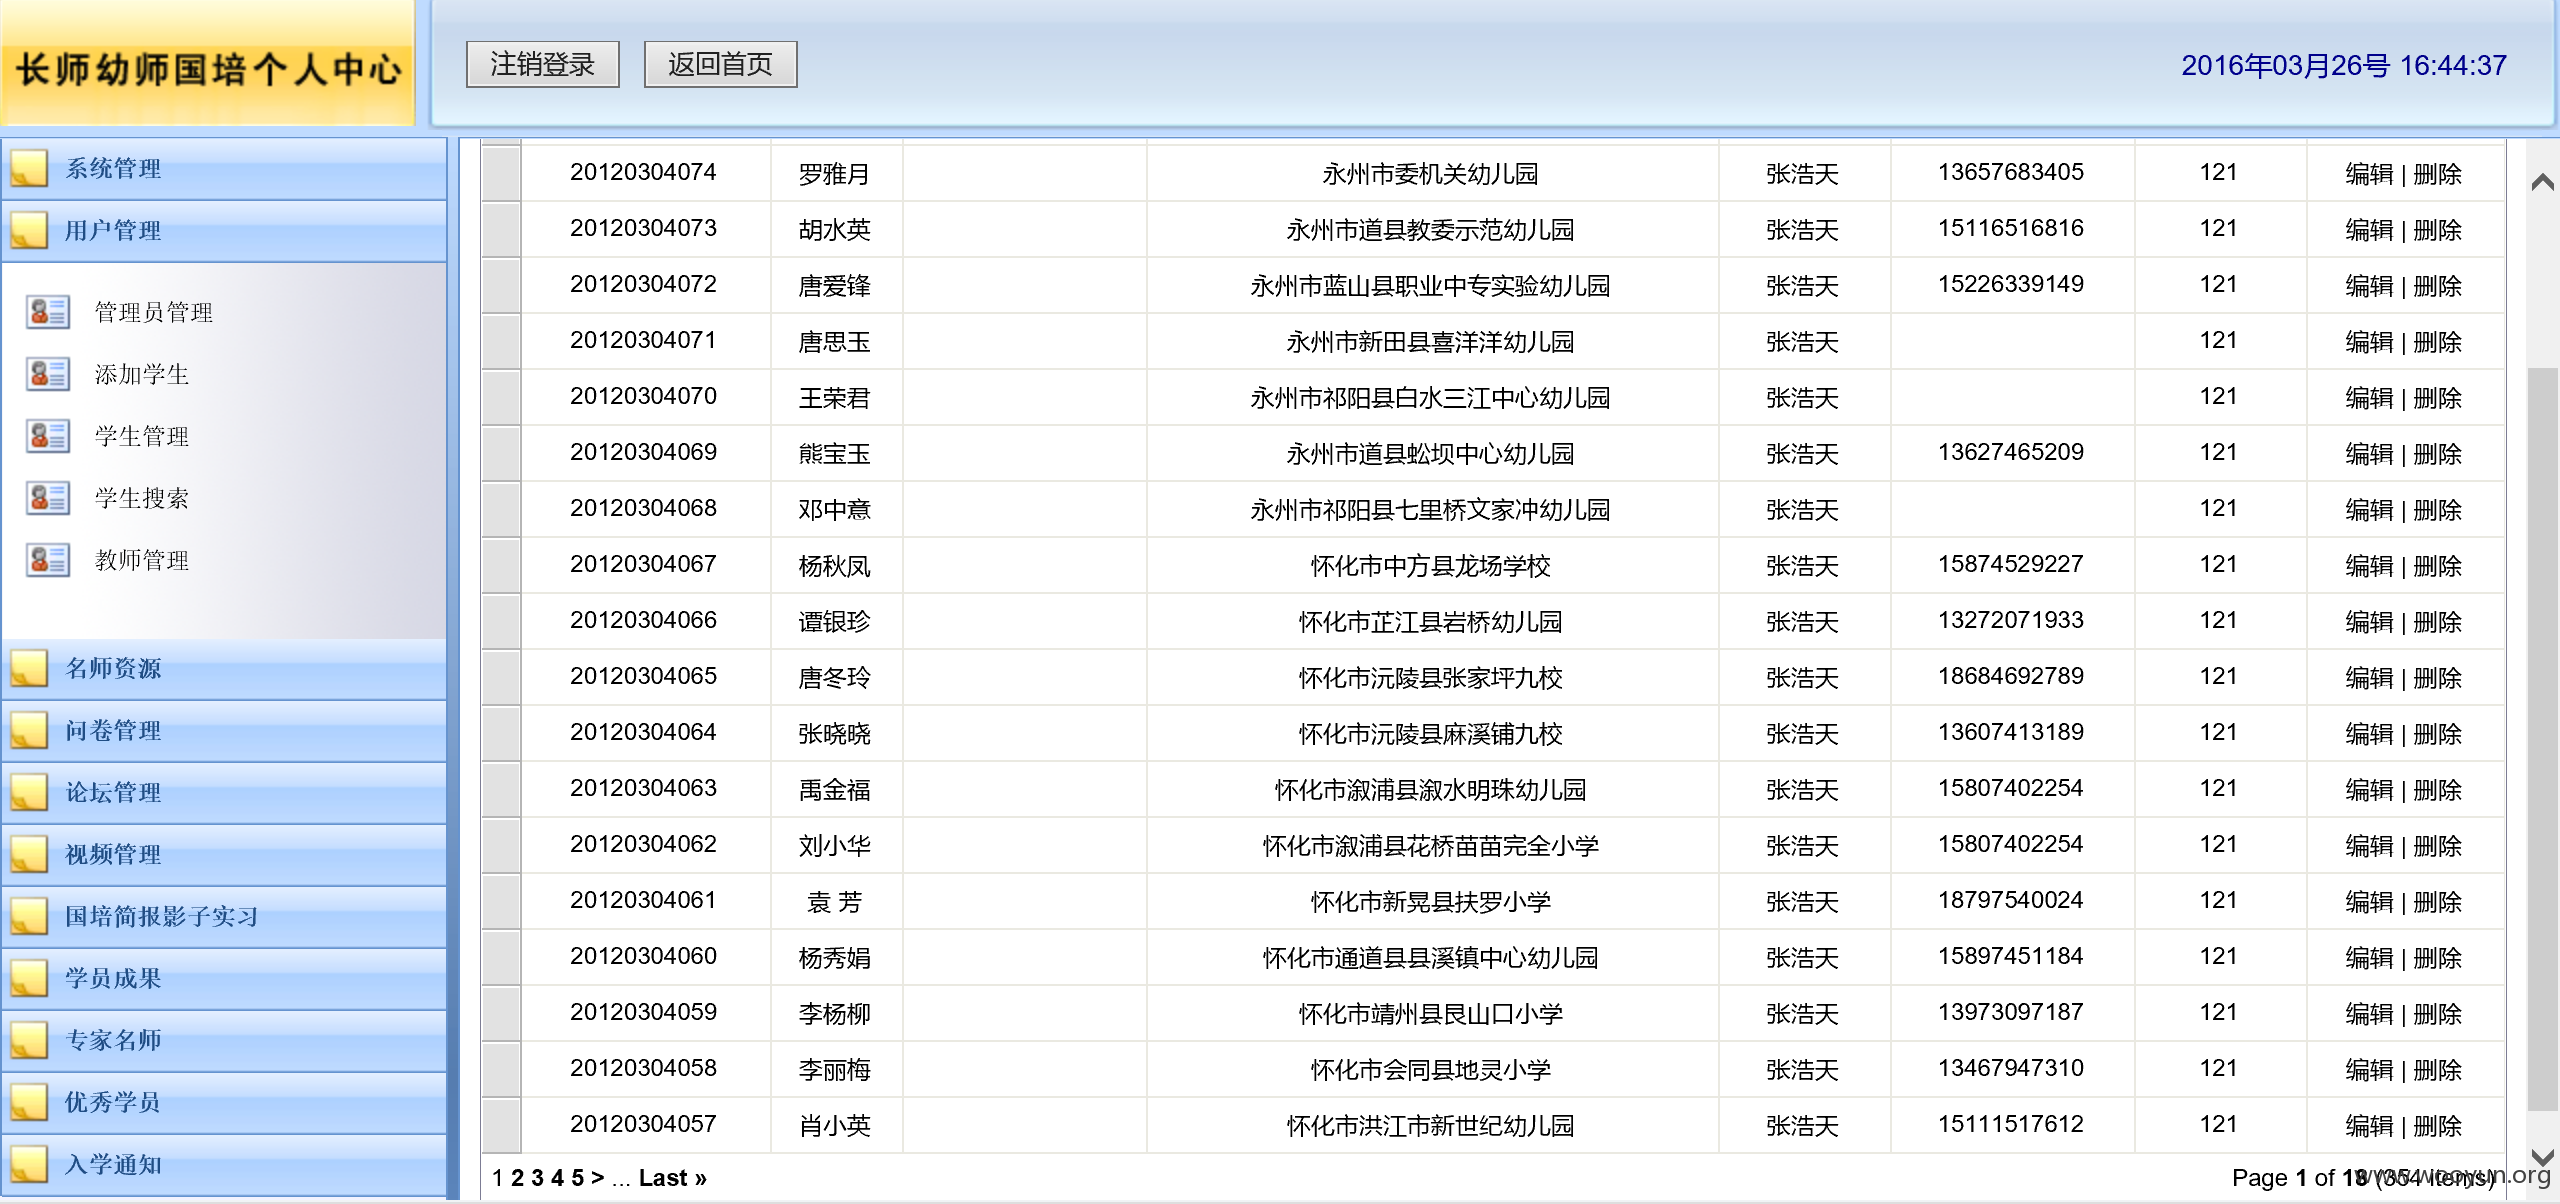 长师幼师国培个人中心
注销登录 返回首页 2016年03月26号 16:44:37
系统管理
用户管理
管理员管理
添加学生
学生管理
学生搜索
教师管理
名师资源
问卷管理
论坛管理
视频管理
国培简报影子实习
学员成果
专家名师
优秀学员
入学通知
20120304074 罗雅月 永州市委机关幼儿园 张浩天 13657683405 121 编辑 | 删除
20120304073 胡水英 永州市道县教委示范幼儿园 张浩天 15116516816 121 编辑 | 删除
20120304072 唐爱锋 永州市蓝山县职业中专实验幼儿园 张浩天 15226339149 121 编辑 | 删除
20120304071 唐思玉 永州市新田县喜洋洋幼儿园 张浩天 121 编辑 | 删除
20120304070 王荣君 永州市祁阳县白水三江中心幼儿园 张浩天 121 编辑 | 删除
20120304069 熊宝玉 永州市道县蚣坝中心幼儿园 张浩天 13627465209 121 编辑 | 删除
20120304068 邓中意 永州市祁阳县七里桥文家冲幼儿园 张浩天 121 编辑 | 删除
20120304067 杨秋凤 怀化市中方县龙场学校 张浩天 15874529227 121 编辑 | 删除
20120304066 谭银珍 怀化市芷江县岩桥幼儿园 张浩天 13272071933 121 编辑 | 删除
20120304065 唐冬玲 怀化市沅陵县张家坪九校 张浩天 18684692789 121 编辑 | 删除
20120304064 张晓晓 怀化市沅陵县麻溪铺九校 张浩天 13607413189 121 编辑 | 删除
20120304063 禹金福 怀化市溆浦县溆水明珠幼儿园 张浩天 15807402254 121 编辑 | 删除
20120304062 刘小华 怀化市溆浦县花桥苗苗完全小学 张浩天 15807402254 121 编辑 | 删除
20120304061 袁 芳 怀化市新晃县扶罗小学 张浩天 18797540024 121 编辑 | 删除
20120304060 杨秀娟 怀化市通道县县溪镇中心幼儿园 张浩天 15897451184 121 编辑 | 删除
20120304059 李杨柳 怀化市靖州县艮山口小学 张浩天 13973097187 121 编辑 | 删除
20120304058 李丽梅 怀化市会同县地灵小学 张浩天 13467947310 121 编辑 | 删除
20120304057 肖小英 怀化市洪江市新世纪幼儿园 张浩天 15111517612 121 编辑 | 删除
1 2 3 4 5 > ... Last » Page 1 of 18 (354 items)
www.wooyun.org